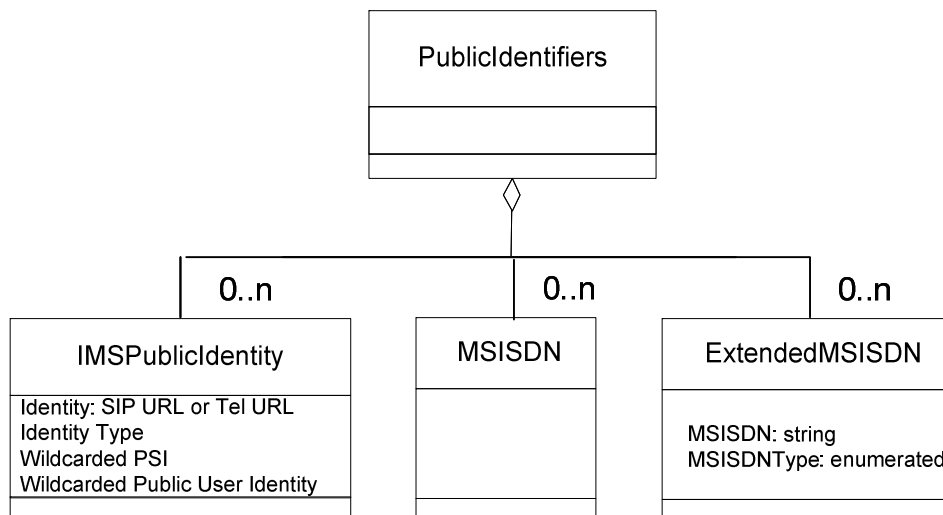 PublicIdentifiers
0..n
0..n
0..n
IMSPublicIdentity
MSISDN
ExtendedMSISDN
Identity: SIP URL or Tel URL
Identity Type
Wildcarded PSI
Wildcarded Public User Identity
MSISDN: string
MSISDNType: enumerated